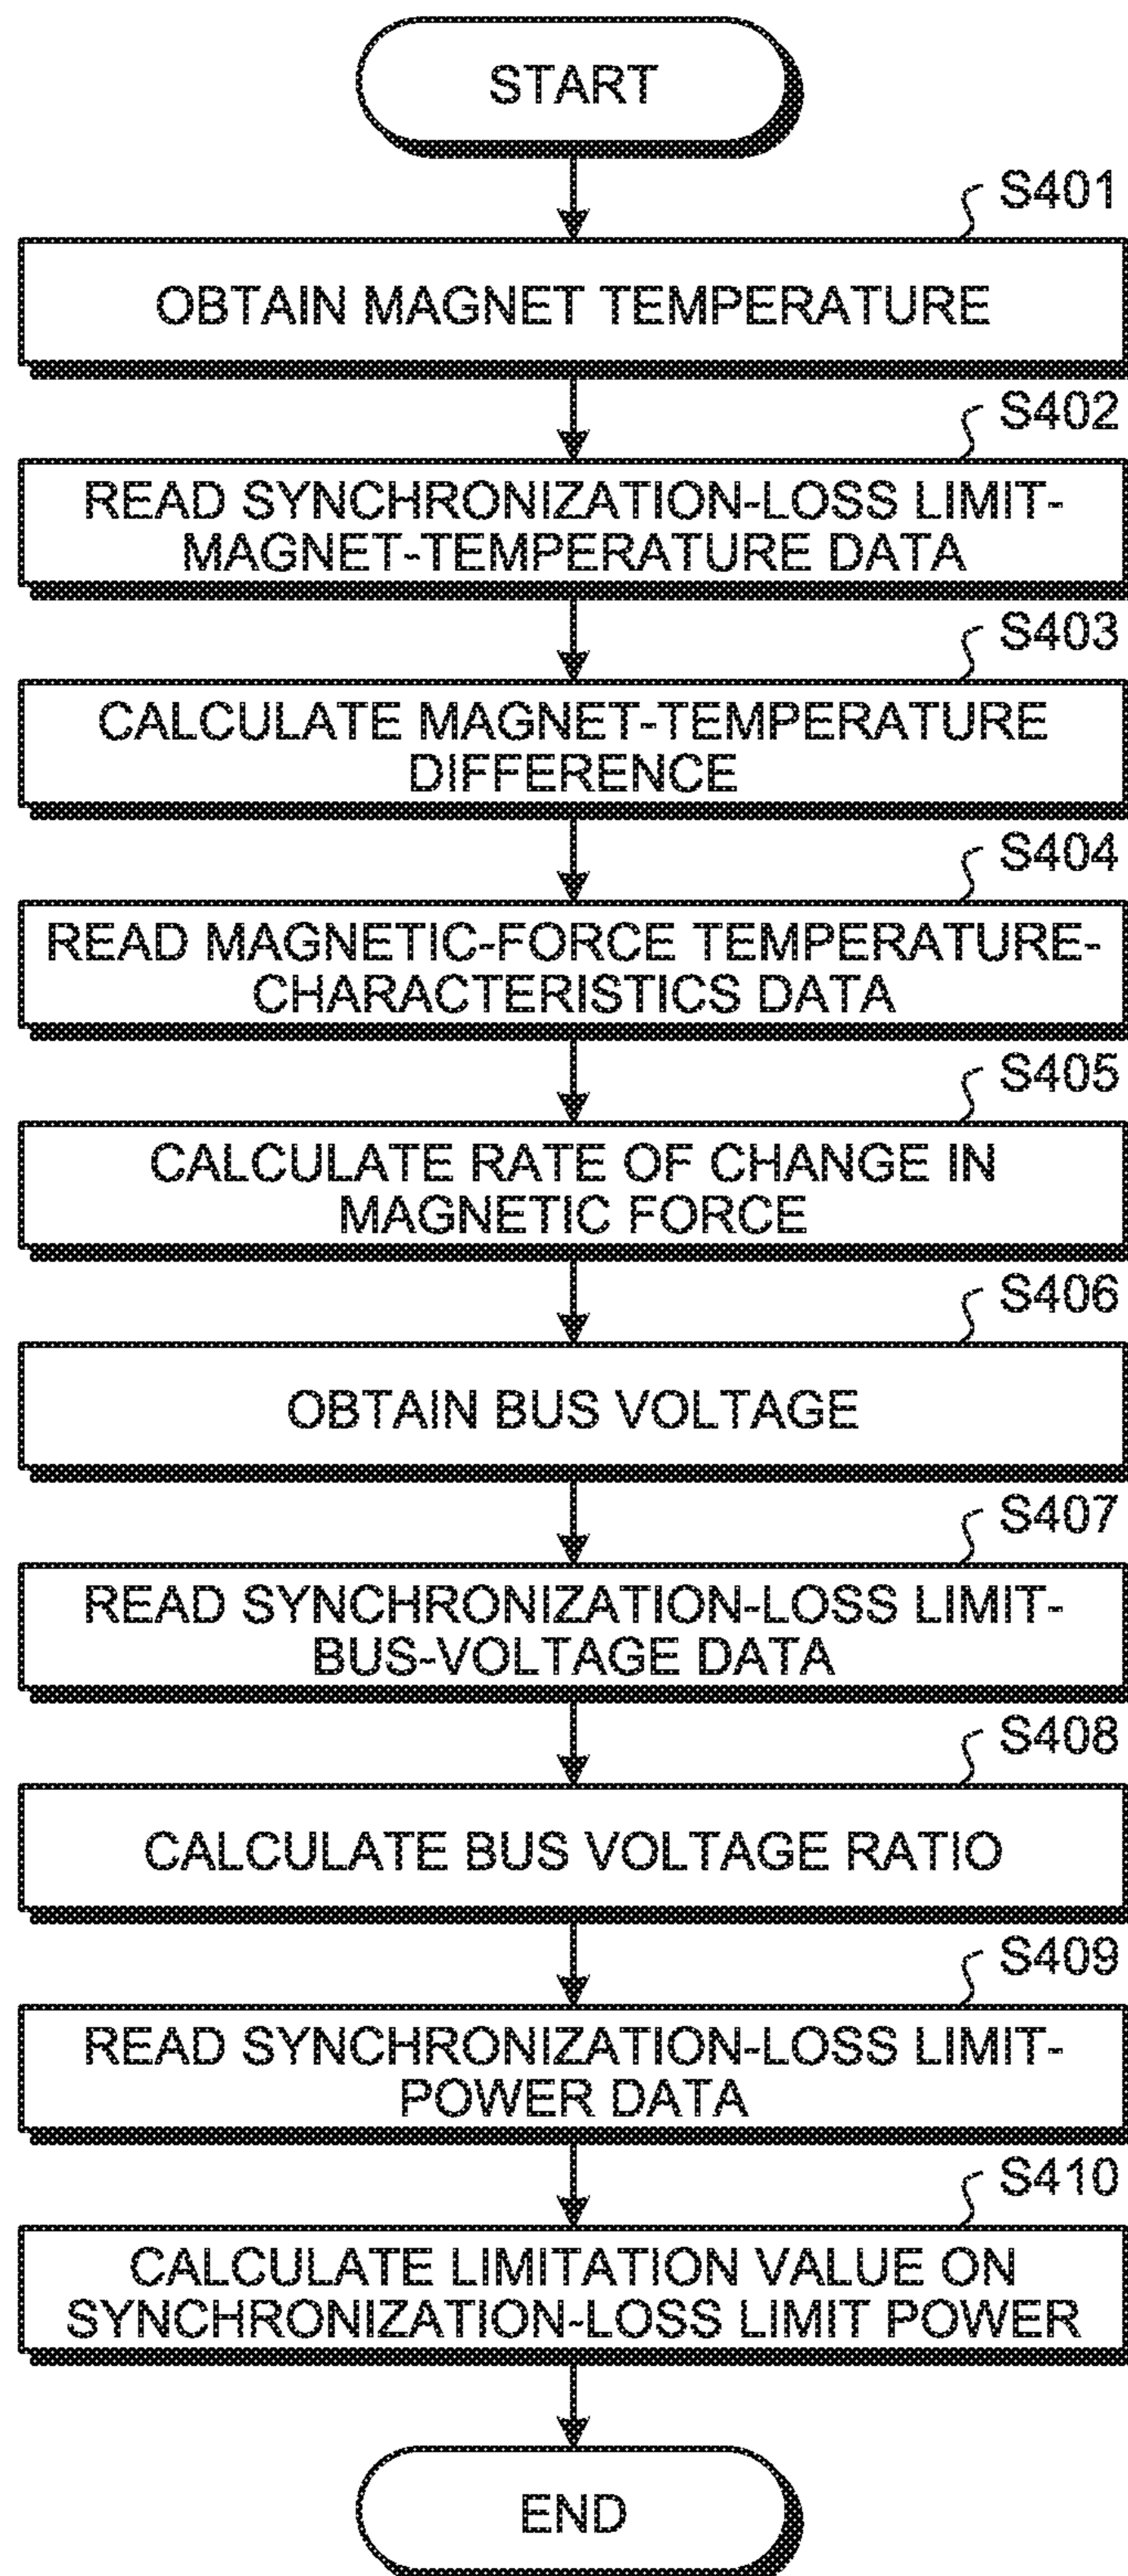 START
S401
OBTAIN MAGNET TEMPERATURE
S402
READ SYNCHRONIZATION-LOSS LIMIT-
MAGNET-TEMPERATURE DATA
S403
CALCULATE MAGNET-TEMPERATURE
DIFFERENCE
S404
READ MAGNETIC-FORCE TEMPERATURE-
CHARACTERISTICS DATA
S405
CALCULATE RATE OF CHANGE IN
MAGNETIC FORCE
S406
OBTAIN BUS VOLTAGE
S407
READ SYNCHRONIZATION-LOSS LIMIT-
BUS-VOLTAGE DATA
S408
CALCULATE BUS VOLTAGE RATIO
S409
READ SYNCHRONIZATION-LOSS LIMIT-
POWER DATA
S410
CALCULATE LIMITATION VALUE ON
SYNCHRONIZATION-LOSS LIMIT POWER
END